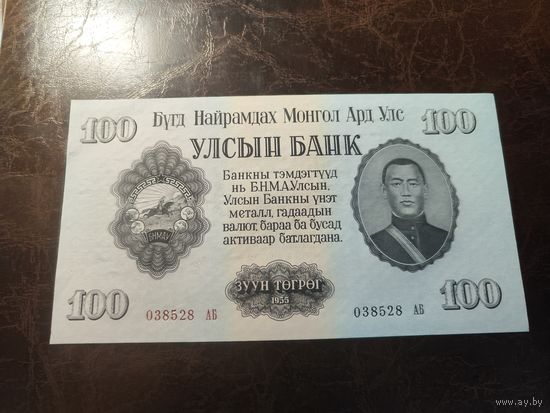 100 Бүгд Найрамдах Монгол Ард Улс 100
УЛСЫН БАНК
Банкны тэмдэгтүүд
нь Б.Н.М.А.Улсын,
Улсын Банкны үнэт
металл, гадаадын
валют, бараа ба бусад
активаар батлагдана.
БНМАУ
ЗУУН ТӨГРӨГ
1955
100 038528 АБ 038528 АБ 100
www.ay.by